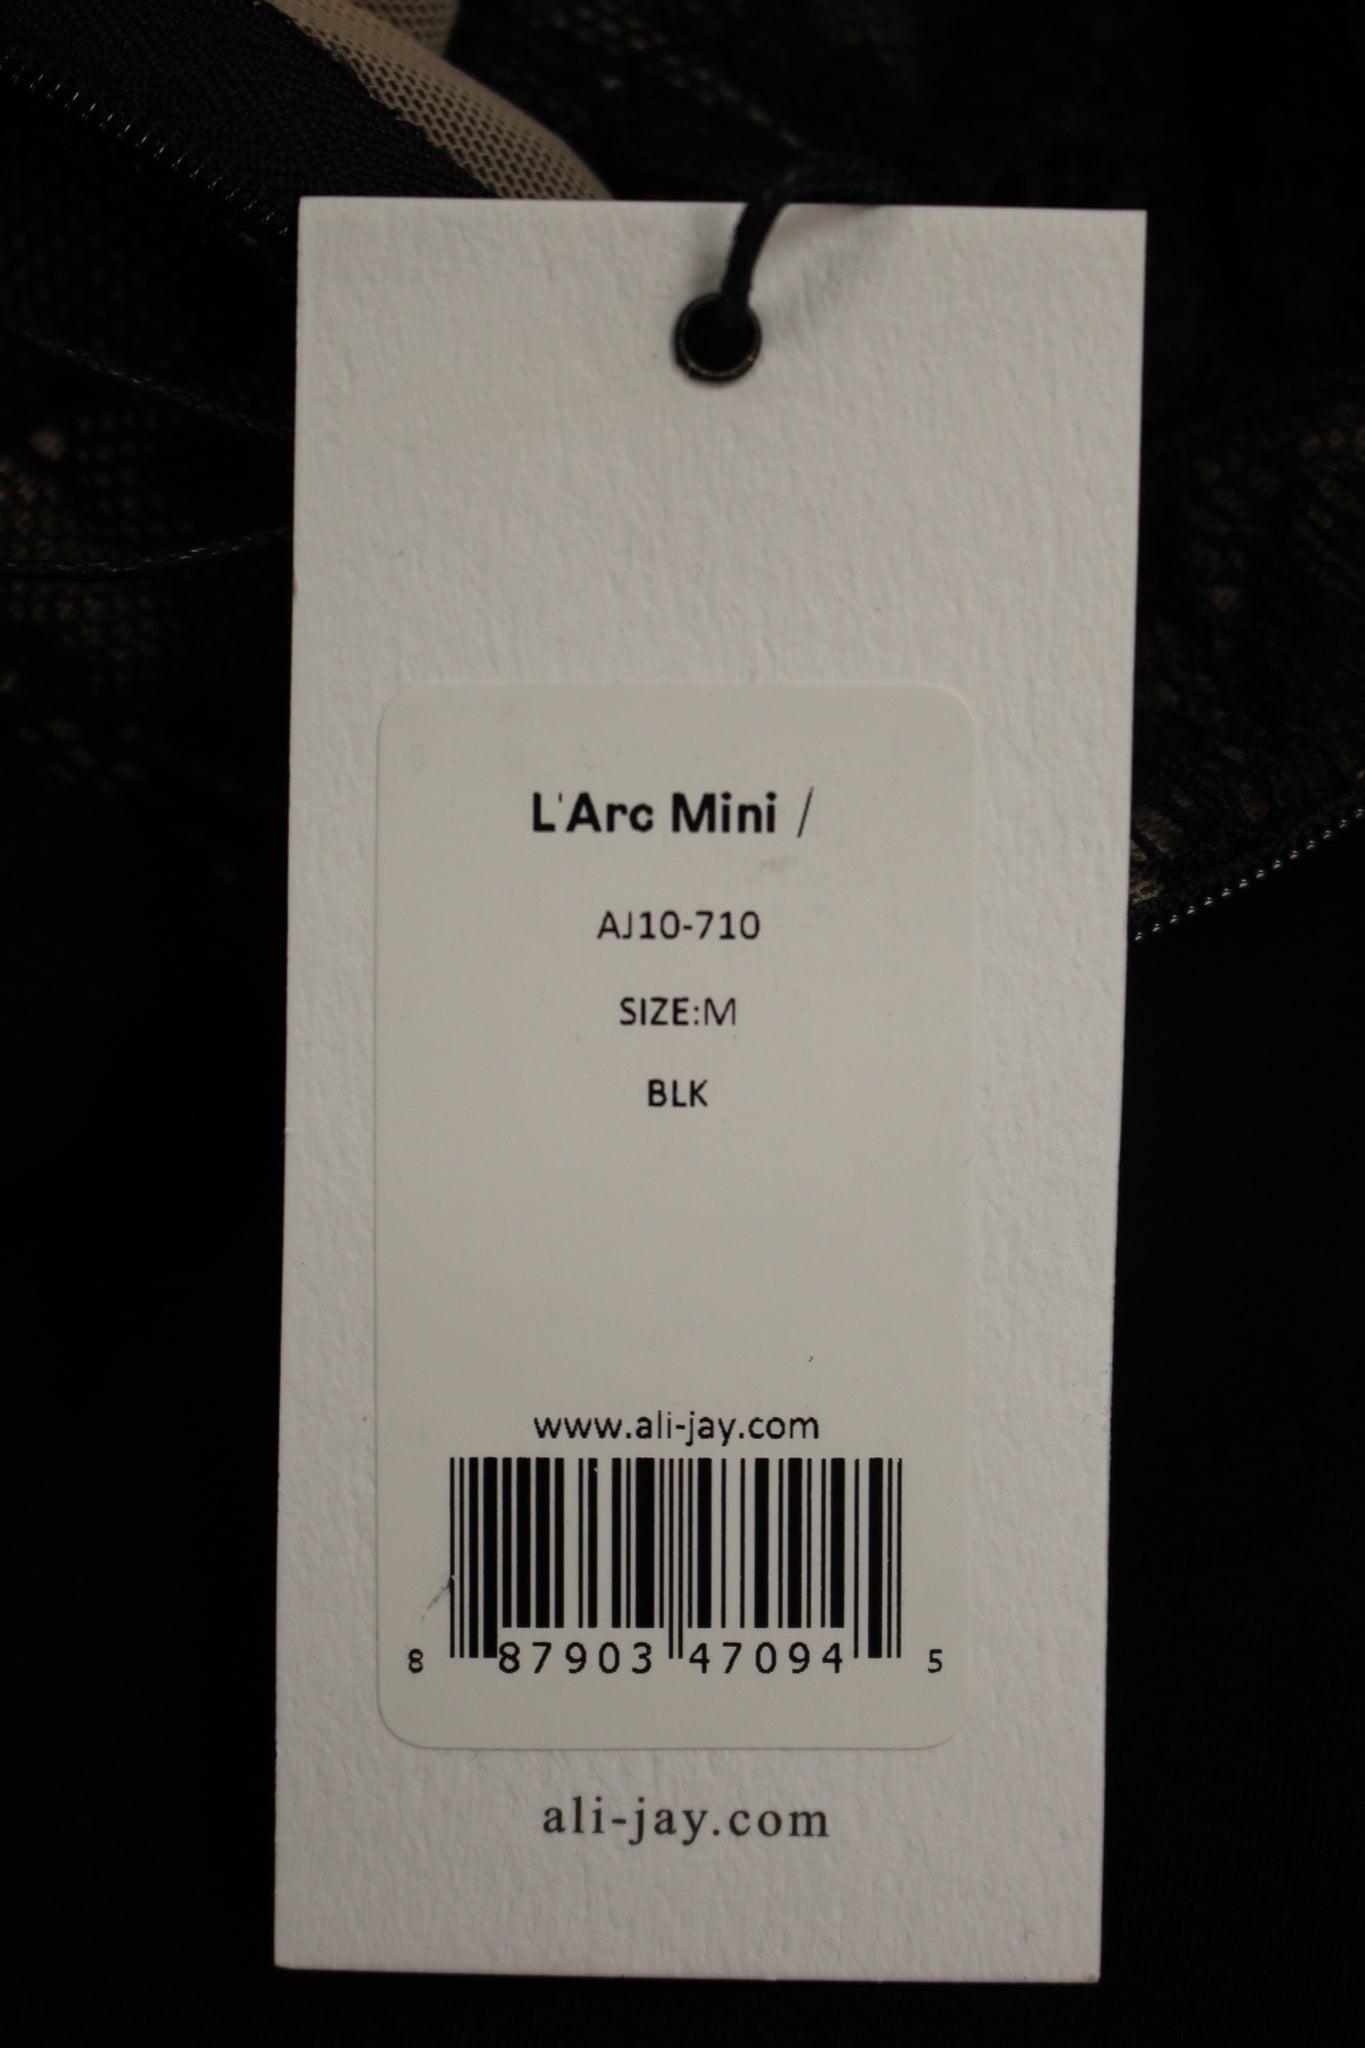 L'Arc Mini /
AJ10-710
SIZE:M
BLK
www.ali-jay.com
8 87903 47094 5
ali-jay.com